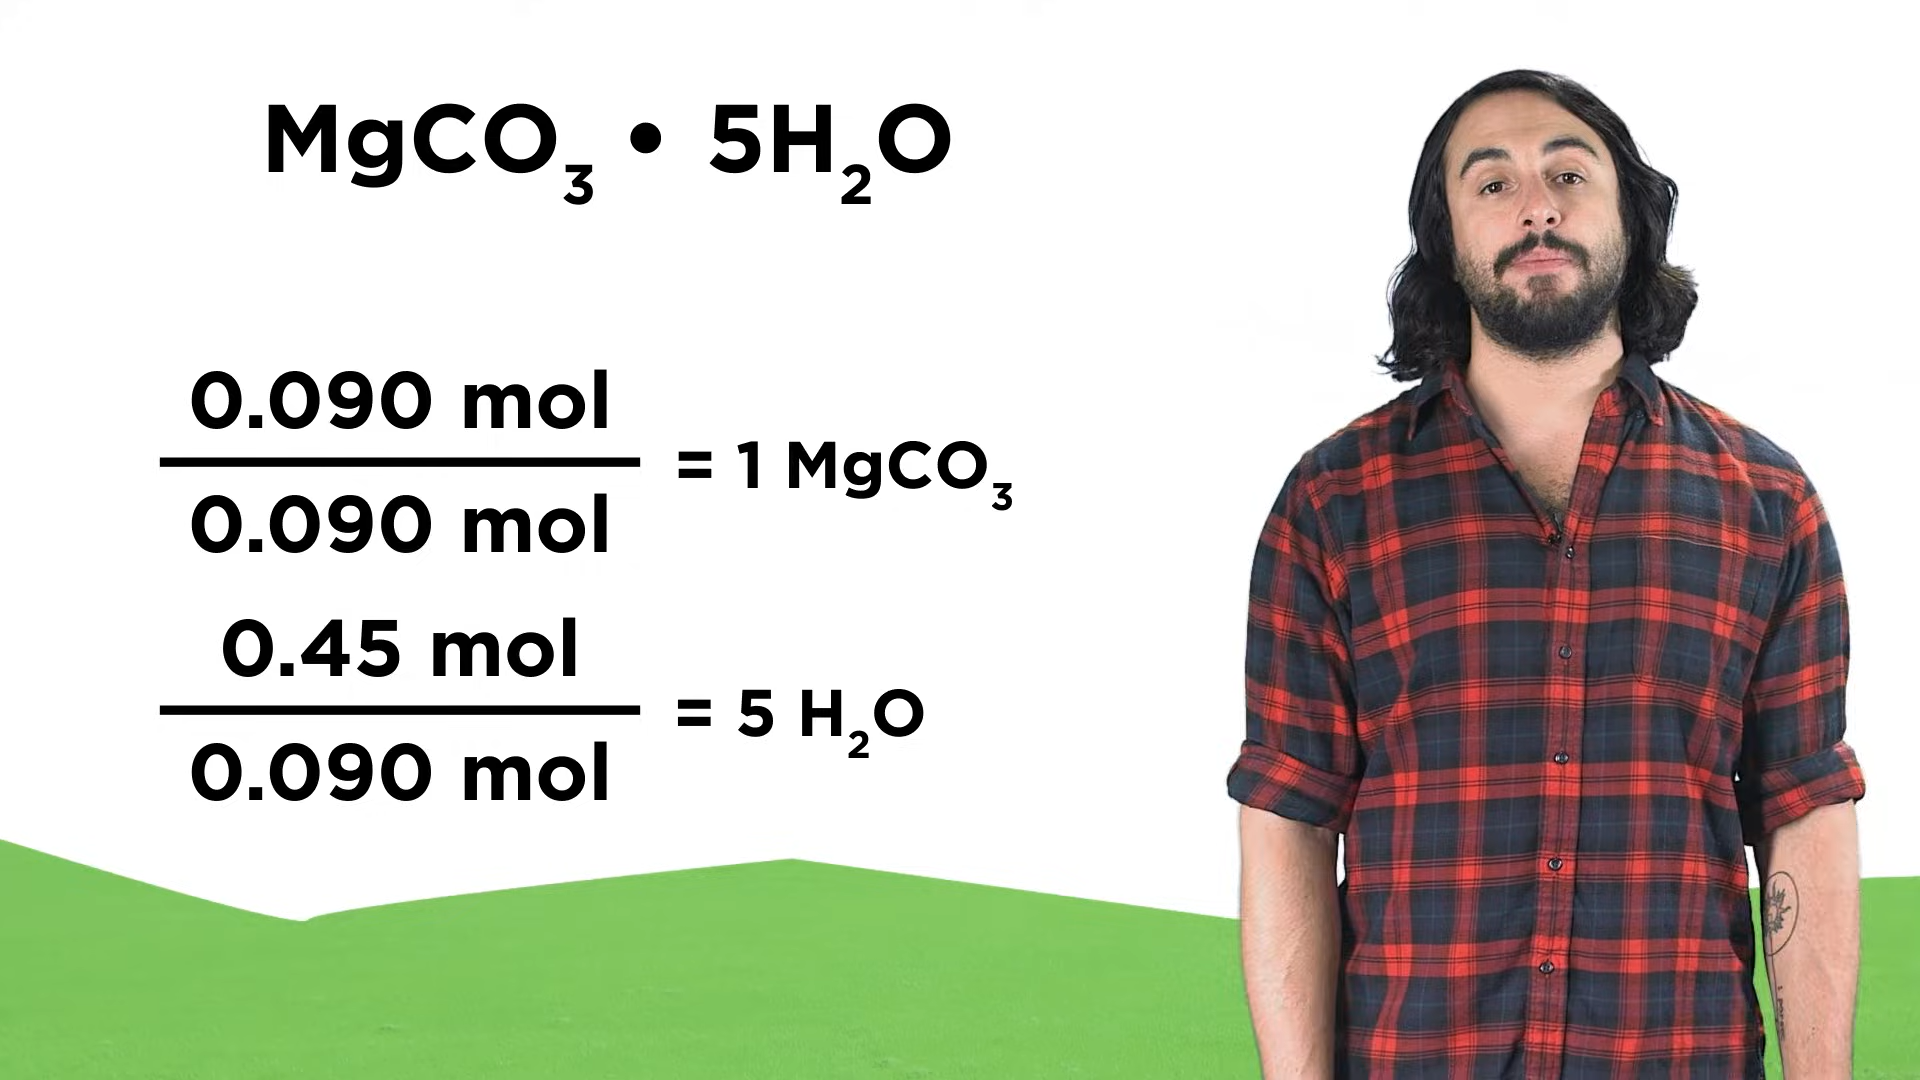 MgCO₃ • 5H₂O
0.090 mol
0.090 mol
= 1 MgCO₃
0.45 mol
0.090 mol
= 5 H₂O